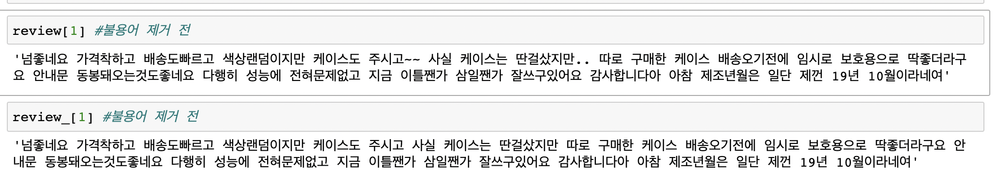 review[1] #불용어 제거 전
'넘좋네요 가격착하고 배송도빠르고 색상랜덤이지만 케이스도 주시고~~ 사실 케이스는 딴걸샀지만.. 따로 구매한 케이스 배송오기전에 임시로 보호용으로 딱좋더라구
요 안내문 동봉돼오는것도좋네요 다행히 성능에 전혀문제없고 지금 이틀짼가 삼일짼가 잘쓰구있어요 감사합니다아 아참 제조년월은 일단 제껀 19년 10월이라네여'
review_[1] #불용어 제거 전
'넘좋네요 가격착하고 배송도빠르고 색상랜덤이지만 케이스도 주시고 사실 케이스는 딴걸샀지만 따로 구매한 케이스 배송오기전에 임시로 보호용으로 딱좋더라구요 안
내문 동봉돼오는것도좋네요 다행히 성능에 전혀문제없고 지금 이틀짼가 삼일짼가 잘쓰구있어요 감사합니다아 아참 제조년월은 일단 제껀 19년 10월이라네여'